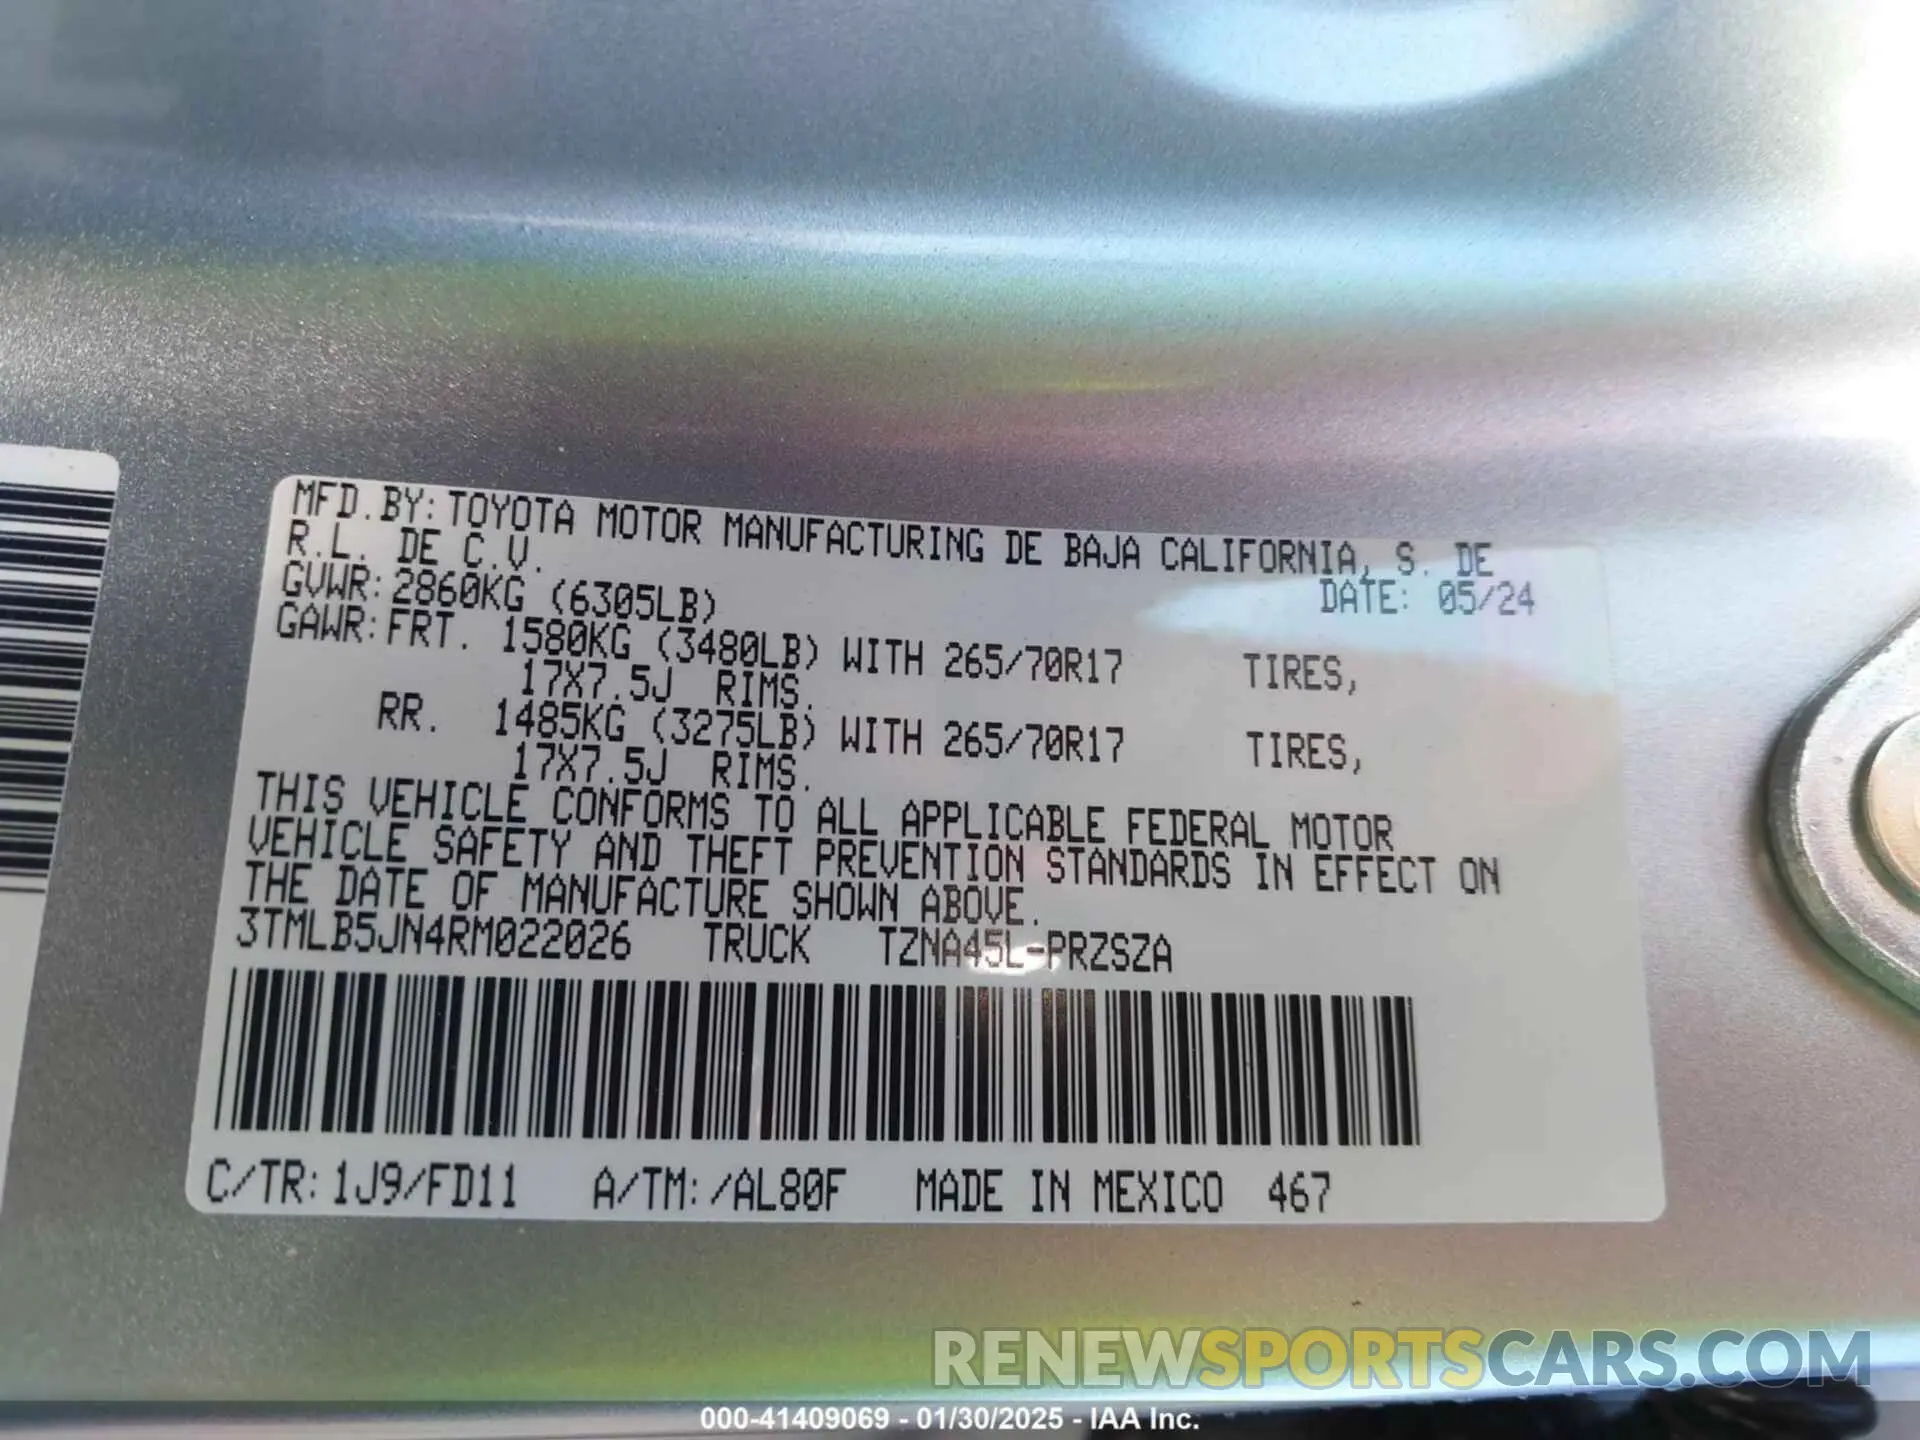 MFD.BY:TOYOTA MOTOR MANUFACTURING DE BAJA CALIFORNIA, S. DE
R.L. DE C.V. DATE: 05/24
GVWR:2860KG (6305LB)
GAWR:FRT. 1580KG (3480LB) WITH 265/70R17 TIRES,
17X7.5J RIMS.
RR. 1485KG (3275LB) WITH 265/70R17 TIRES,
17X7.5J RIMS.
THIS VEHICLE CONFORMS TO ALL APPLICABLE FEDERAL MOTOR
VEHICLE SAFETY AND THEFT PREVENTION STANDARDS IN EFFECT ON
THE DATE OF MANUFACTURE SHOWN ABOVE.
3TMLB5JN4RM022026 TRUCK TZNA45L-PRZSZA
C/TR:1J9/FD11 A/TM:/AL80F MADE IN MEXICO 467
RENEWSPORTSCARS.COM
000-41409069 - 01/30/2025 - IAA Inc.